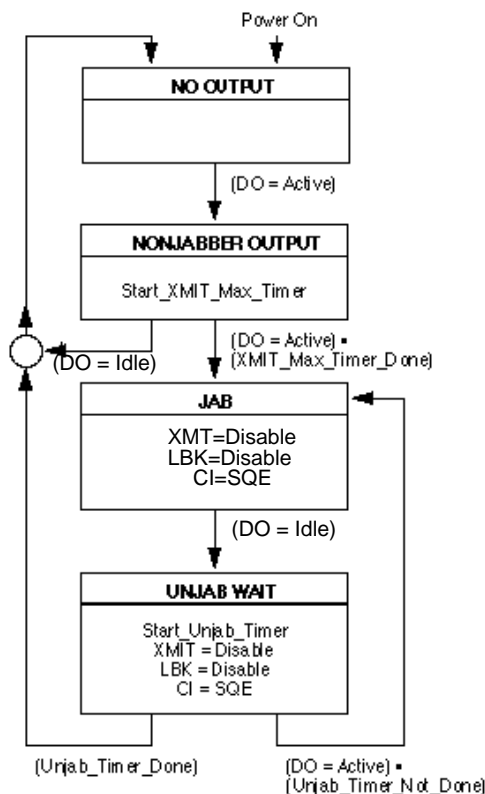 Power On
NO OUTPUT
(DO = Active)
NONJABBER OUTPUT
Start_XMIT_Max_Timer
(DO = Idle)
(DO = Active) ▪
(XMIT_Max_Timer_Done)
JAB
XMT=Disable
LBK=Disable
CI=SQE
(DO = Idle)
UNJAB WAIT
Start_Unjab_Timer
XMIT = Disable
LBK = Disable
CI = SQE
(Unjab_Timer_Done)
(DO = Active) ▪
(Unjab_Timer_Not_Done)